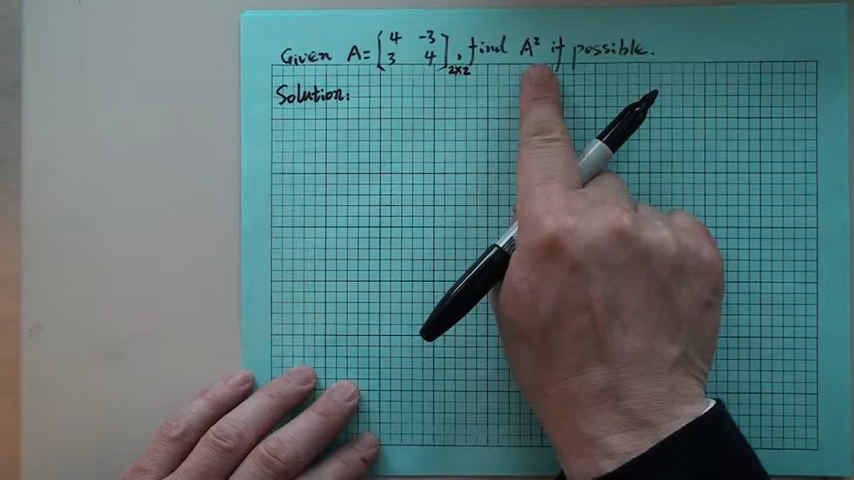 Given A = [ 4 -3
3 4 ]2x2, find A² if possible.
Solution: